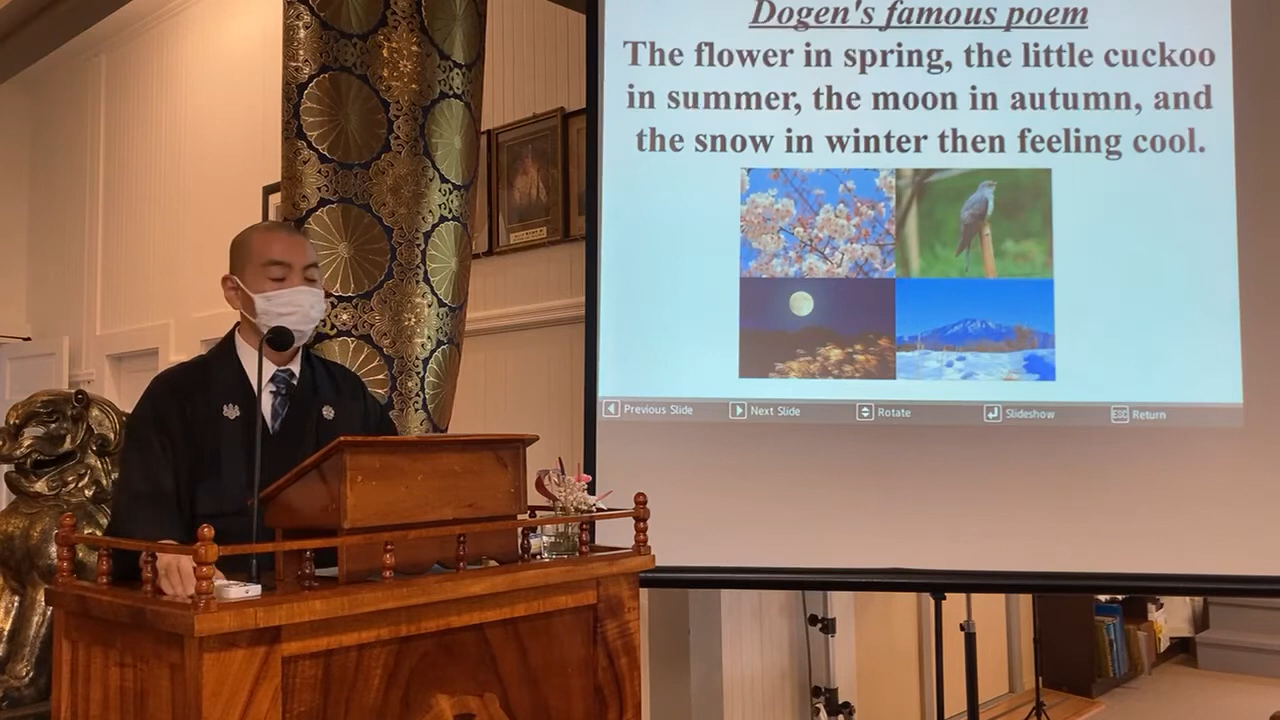 Dogen's famous poem
The flower in spring, the little cuckoo
in summer, the moon in autumn, and
the snow in winter then feeling cool.
Previous Slide
Next Slide
Rotate
Slideshow
ESC Return